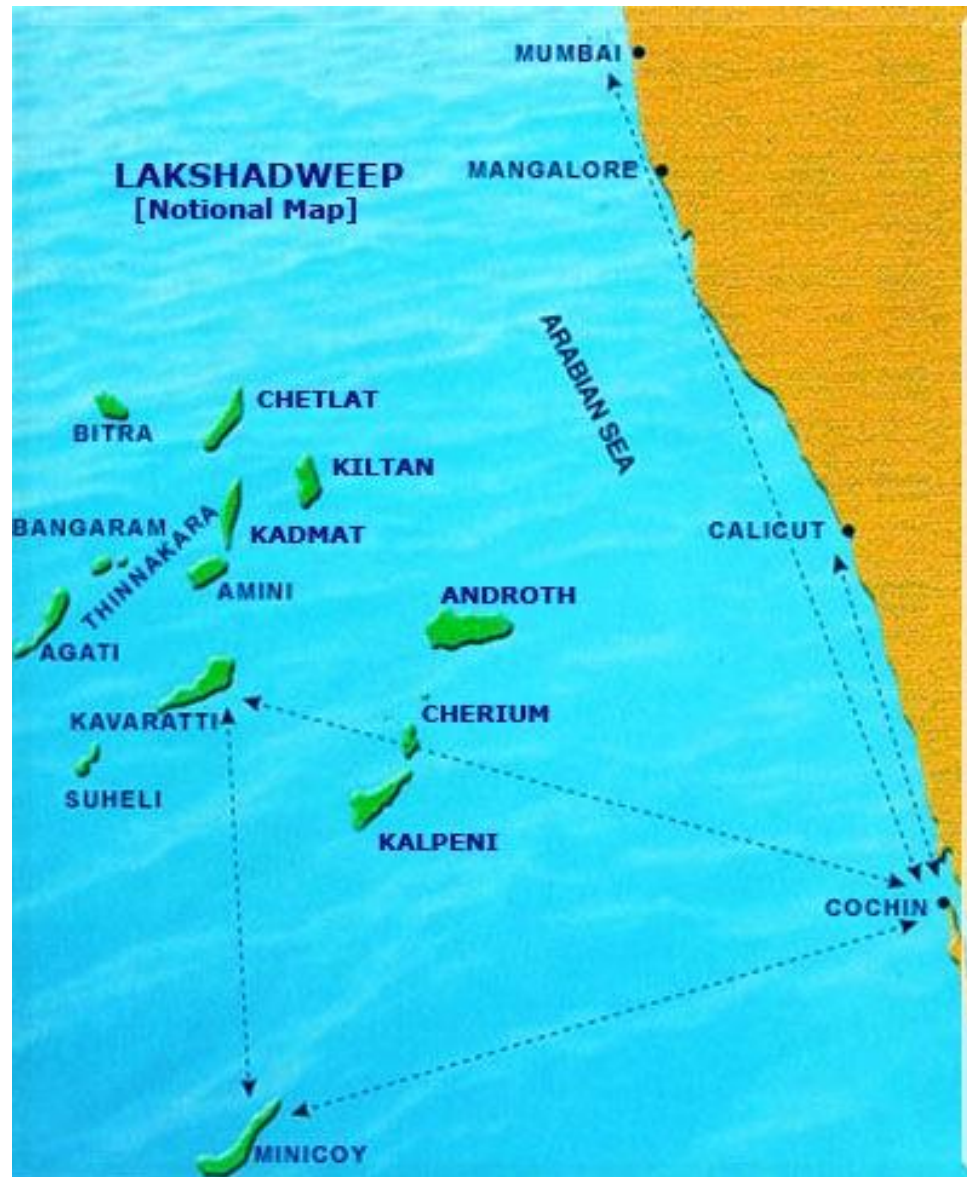 MUMBAI
MANGALORE
LAKSHADWEEP
[Notional Map]
ARABIAN SEA
CHETLAT
BITRA
KILTAN
BANGARAM
THINNAKARA
KADMAT
CALICUT
AMINI
ANDROTH
AGATI
KAVARATTI
CHERIUM
SUHELI
KALPENI
COCHIN
MINICOY